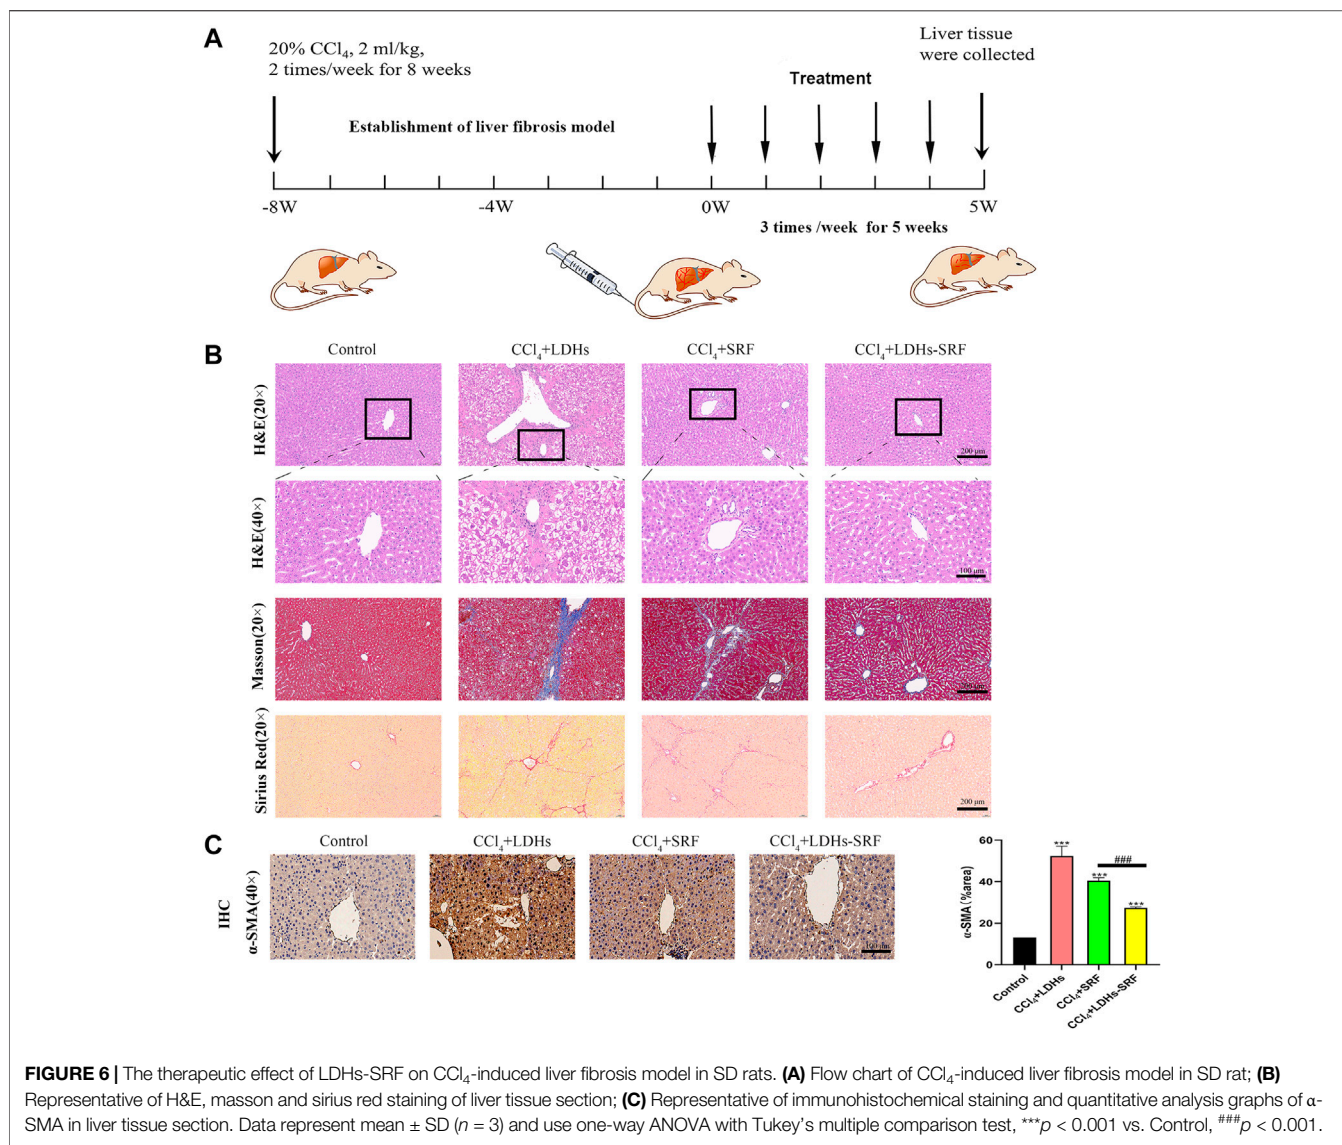 A
20% CCl4, 2 ml/kg,
2 times/week for 8 weeks
Liver tissue
were collected
Treatment
Establishment of liver fibrosis model
-8W
-4W
0W
5W
3 times /week for 5 weeks
B
Control
CCl4+LDHs
CCl4+SRF
CCl4+LDHs-SRF
H&E(20×)
200 μm
H&E(40×)
100 μm
Masson(20×)
Sirius Red(20×)
200 μm
C
Control
CCl4+LDHs
CCl4+SRF
CCl4+LDHs-SRF
IHC
α-SMA(40×)
100 μm
α-SMA(%area)
60
40
20
0
***
***
###
***
Control
CCl4+LDHs
CCl4+SRF
CCl4+LDHs-SRF
FIGURE 6 | The therapeutic effect of LDHs-SRF on CCl4-induced liver fibrosis model in SD rats. (A) Flow chart of CCl4-induced liver fibrosis model in SD rat; (B)
Representative of H&E, masson and sirius red staining of liver tissue section; (C) Representative of immunohistochemical staining and quantitative analysis graphs of α-
SMA in liver tissue section. Data represent mean ± SD (n = 3) and use one-way ANOVA with Tukey's multiple comparison test, ***p < 0.001 vs. Control, ###p < 0.001.